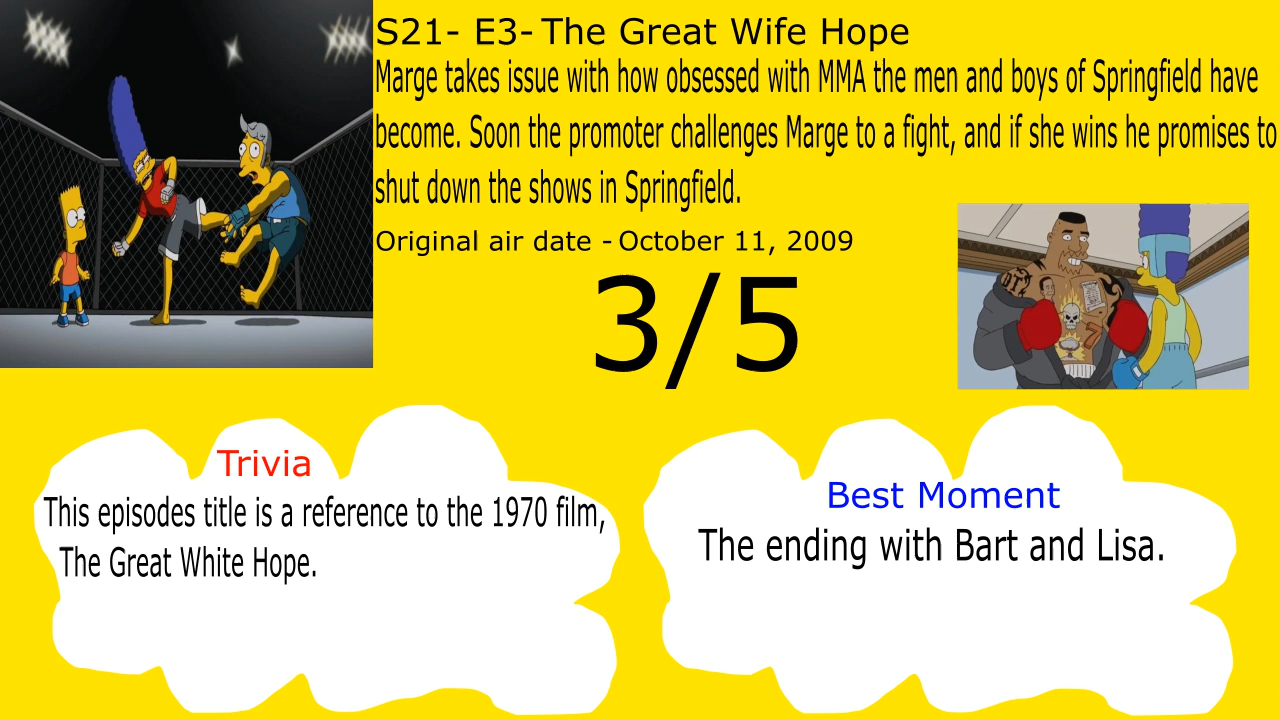 S21- E3- The Great Wife Hope
Marge takes issue with how obsessed with MMA the men and boys of Springfield have
become. Soon the promoter challenges Marge to a fight, and if she wins he promises to
shut down the shows in Springfield.
Original air date - October 11, 2009
3/5
Trivia
This episodes title is a reference to the 1970 film,
The Great White Hope.
Best Moment
The ending with Bart and Lisa.